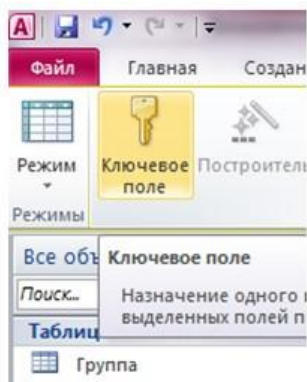 A
Файл Главная Создан
Режим Ключевое поле Построитель
Режимы
Все объ
Ключевое поле
Поиск...
Назначение одного
выделенных полей п
Таблиц
Группа